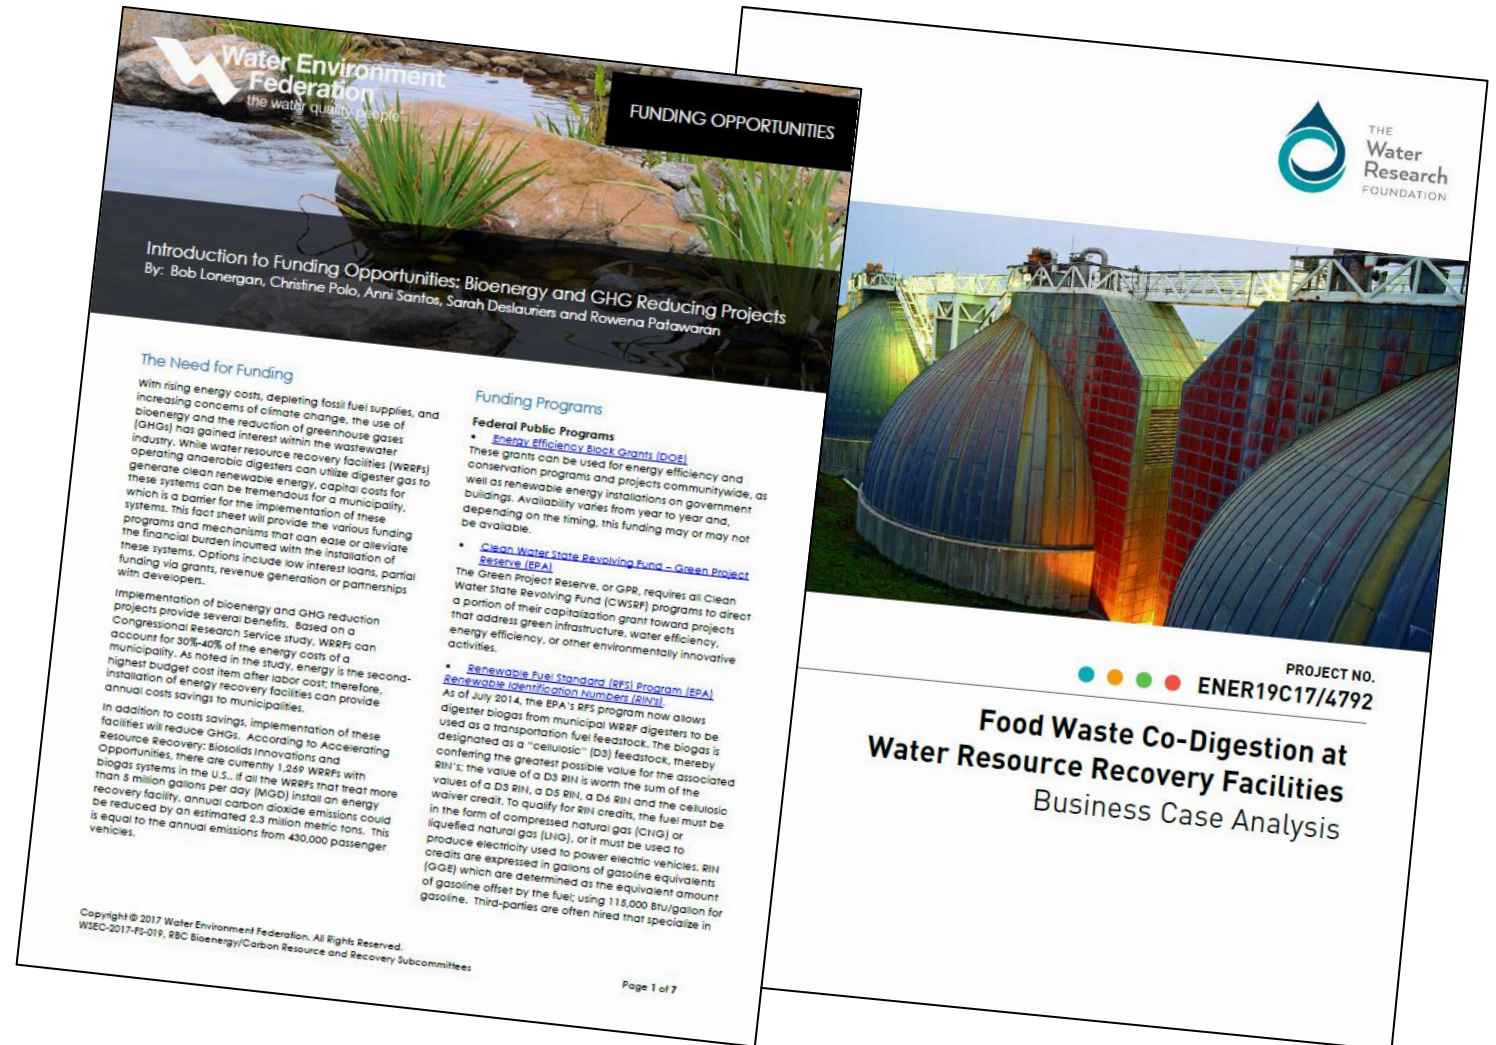 Water Environment
Federation
the water quality people
FUNDING OPPORTUNITIES
Introduction to Funding Opportunities: Bioenergy and GHG Reducing Projects
By: Bob Lonergan, Christine Polo, Anni Santos, Sarah Deslauriers and Rowena Patawaran
The Need for Funding
With rising energy costs, depleting fossil fuel supplies, and
increasing concerns of climate change, the use of
bioenergy and the reduction of greenhouse gases
(GHGs) has gained interest within the wastewater
industry. While water resource recovery facilities (WRRFs)
operating anaerobic digesters can utilize digester gas to
generate clean renewable energy, capital costs for
these systems can be tremendous for a municipality,
which is a barrier for the implementation of these
systems. This fact sheet will provide the various funding
programs and mechanisms that can ease or alleviate
the financial burden incurred with the installation of
these systems. Options include low interest loans, partial
funding via grants, revenue generation or partnerships
with developers.
Implementation of bioenergy and GHG reduction
projects provide several benefits. Based on a
Congressional Research Service study, WRRFs can
account for 30%-40% of the energy costs of a
municipality. As noted in the study, energy is the second-
highest budget cost item after labor cost; therefore,
installation of energy recovery facilities can provide
annual costs savings to municipalities.
In addition to costs savings, implementation of these
facilities will reduce GHGs. According to Accelerating
Resource Recovery: Biosolids Innovations and
Opportunities, there are currently 1,269 WRRFs with
biogas systems in the U.S.. If all the WRRFs that treat more
than 5 million gallons per day (MGD) install an energy
recovery facility, annual carbon dioxide emissions could
be reduced by an estimated 2.3 million metric tons. This
is equal to the annual emissions from 430,000 passenger
vehicles.
Funding Programs
Federal Public Programs
• Energy Efficiency Block Grants (DOE)
These grants can be used for energy efficiency and
conservation programs and projects communitywide, as
well as renewable energy installations on government
buildings. Availability varies from year to year and,
depending on the timing, this funding may or may not
be available.
• Clean Water State Revolving Fund – Green Project
Reserve (EPA)
The Green Project Reserve, or GPR, requires all Clean
Water State Revolving Fund (CWSRF) programs to direct
a portion of their capitalization grant toward projects
that address green infrastructure, water efficiency,
energy efficiency, or other environmentally innovative
activities.
• Renewable Fuel Standard (RFS) Program (EPA)
Renewable Identification Numbers (RIN's).
As of July 2014, the EPA's RFS program now allows
digester biogas from municipal WRRF digesters to be
used as a transportation fuel feedstock. The biogas is
designated as a "cellulosic" (D3) feedstock, thereby
conferring the greatest possible value for the associated
RIN's; the value of a D3 RIN is worth the sum of the
values of a D3 RIN, a D5 RIN, a D6 RIN and the cellulosic
waiver credit. To qualify for RIN credits, the fuel must be
in the form of compressed natural gas (CNG) or
liquefied natural gas (LNG), or it must be used to
produce electricity used to power electric vehicles. RIN
credits are expressed in gallons of gasoline equivalents
(GGE) which are determined as the equivalent amount
of gasoline offset by the fuel; using 115,000 Btu/gallon for
gasoline. Third-parties are often hired that specialize in
Copyright © 2017 Water Environment Federation. All Rights Reserved.
WSEC-2017-FS-019, RBC Bioenergy/Carbon Resource and Recovery Subcommittees
Page 1 of 7
THE
Water
Research
FOUNDATION
PROJECT NO.
ENER19C17/4792
Food Waste Co-Digestion at
Water Resource Recovery Facilities
Business Case Analysis